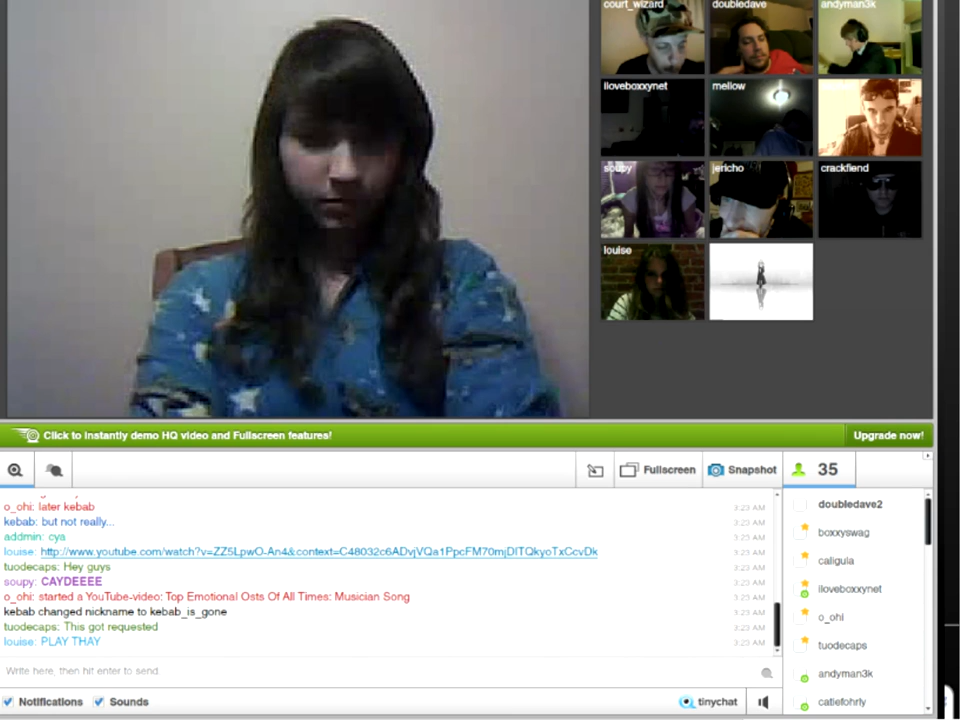 court_wizard
doubledave
andyman3k
iloveboxxynet
mellow
soupy
jericho
crackfiend
louise
Click to instantly demo HQ video and Fullscreen features!
Upgrade now!
Fullscreen
Snapshot
35
o_ohi: later kebab
3:23 AM
kebab: but not really...
3:23 AM
addmin: cya
3:23 AM
louise: http://www.youtube.com/watch?v=ZZ5LpwO-An4&context=C48032c6ADvjVQa1PpcFM70mjDITQkyoTxCcvDk
3:23 AM
tuodecaps: Hey guys
3:23 AM
soupy: CAYDEEEE
3:23 AM
o_ohi: started a YouTube-video: Top Emotional Osts Of All Times: Musician Song
3:23 AM
kebab changed nickname to kebab_is_gone
3:23 AM
tuodecaps: This got requested
3:23 AM
louise: PLAY THAY
3:23 AM
Write here, then hit enter to send
Notifications
Sounds
tinychat
doubledave2
boxxyswag
caligula
iloveboxxynet
o_ohi
tuodecaps
andyman3k
catiefohrly